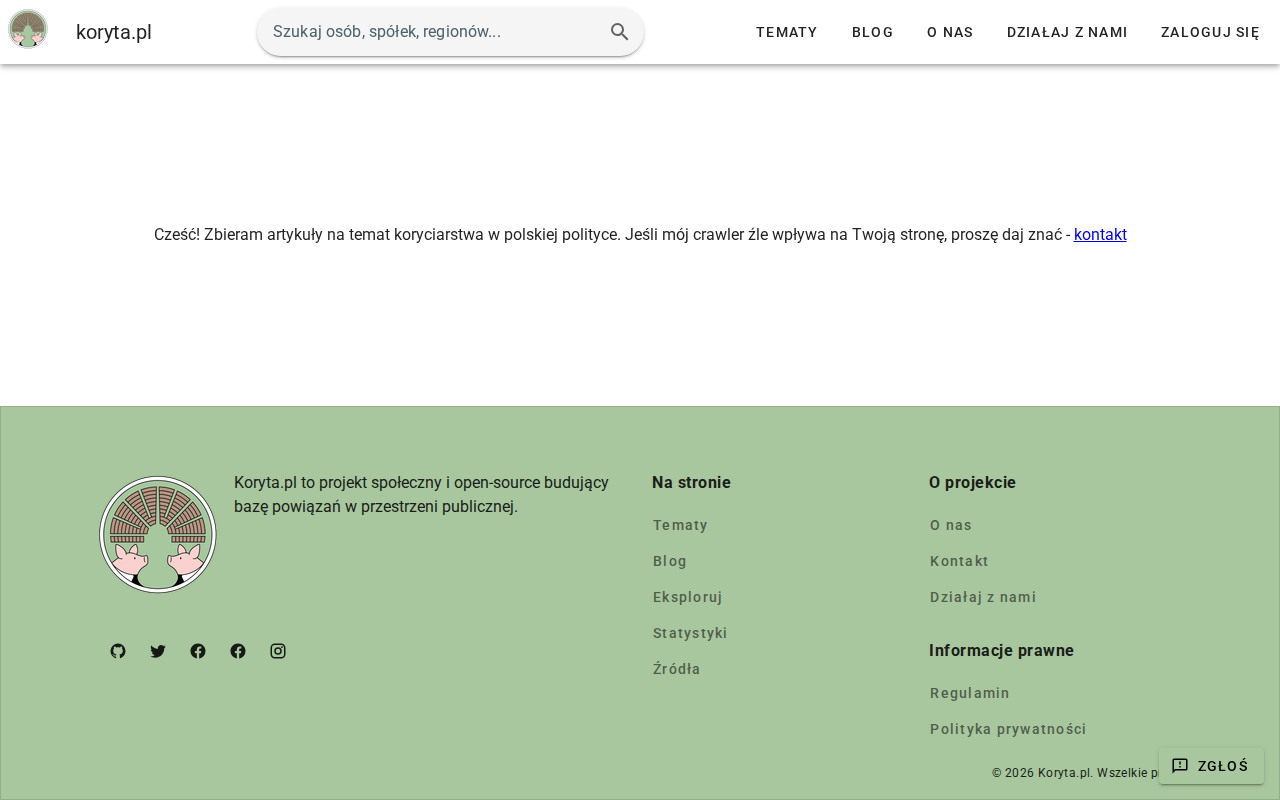 koryta.pl
Szukaj osób, spółek, regionów...
TEMATY
BLOG
O NAS
DZIAŁAJ Z NAMI
ZALOGUJ SIĘ
Cześć! Zbieram artykuły na temat koryciarstwa w polskiej polityce. Jeśli mój crawler źle wpływa na Twoją stronę, proszę daj znać - kontakt
Koryta.pl to projekt społeczny i open-source budujący
bazę powiązań w przestrzeni publicznej.
Na stronie
Tematy
Blog
Eksploruj
Statystyki
Źródła
O projekcie
O nas
Kontakt
Działaj z nami
Informacje prawne
Regulamin
Polityka prywatności
© 2026 Koryta.pl. Wszelkie
ZGŁOŚ